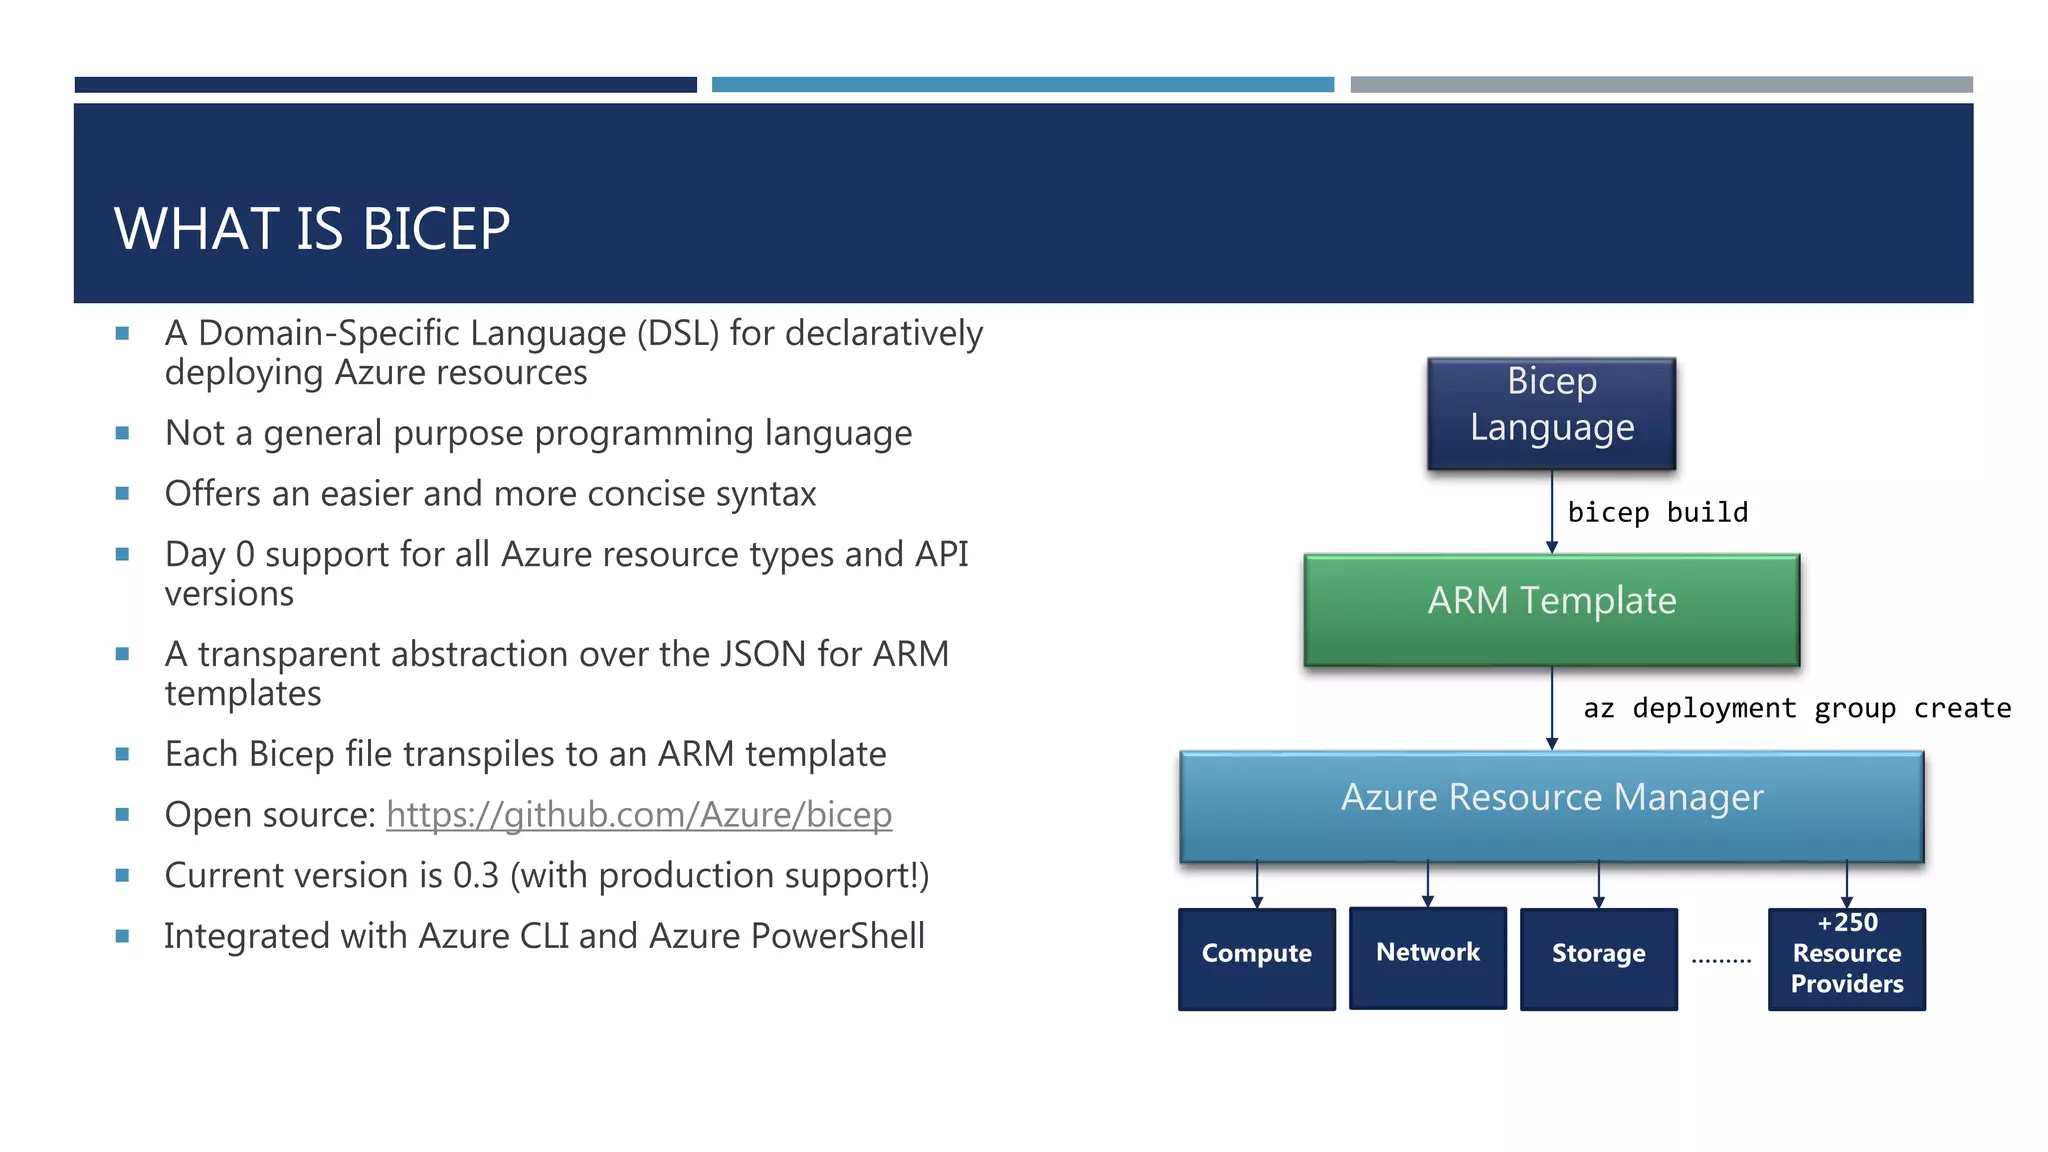 WHAT IS BICEP
A Domain-Specific Language (DSL) for declaratively
deploying Azure resources
Not a general purpose programming language
Offers an easier and more concise syntax
Day 0 support for all Azure resource types and API
versions
A transparent abstraction over the JSON for ARM
templates
Each Bicep file transpiles to an ARM template
Open source: https://github.com/Azure/bicep
Current version is 0.3 (with production support!)
Integrated with Azure CLI and Azure PowerShell
Bicep
Language
bicep build
ARM Template
az deployment group create
Azure Resource Manager
Compute
Network
Storage
.........
+250
Resource
Providers